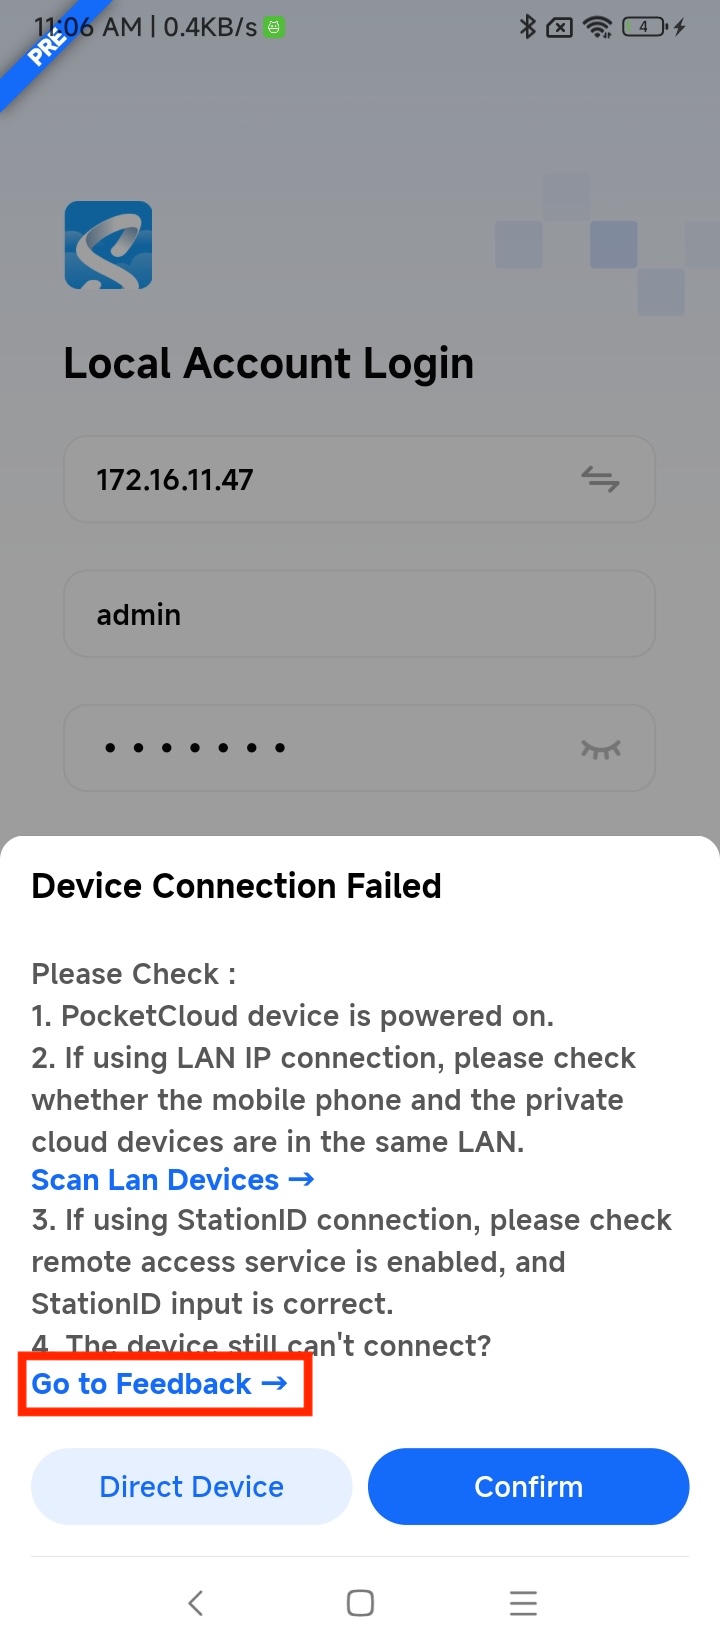 11:06 AM | 0.4KB/s
4
PRE
Local Account Login
172.16.11.47
admin
•••••••
Device Connection Failed
Please Check :
1. PocketCloud device is powered on.
2. If using LAN IP connection, please check
whether the mobile phone and the private
cloud devices are in the same LAN.
Scan Lan Devices →
3. If using StationID connection, please check
remote access service is enabled, and
StationID input is correct.
4. The device still can't connect?
Go to Feedback →
Direct Device
Confirm